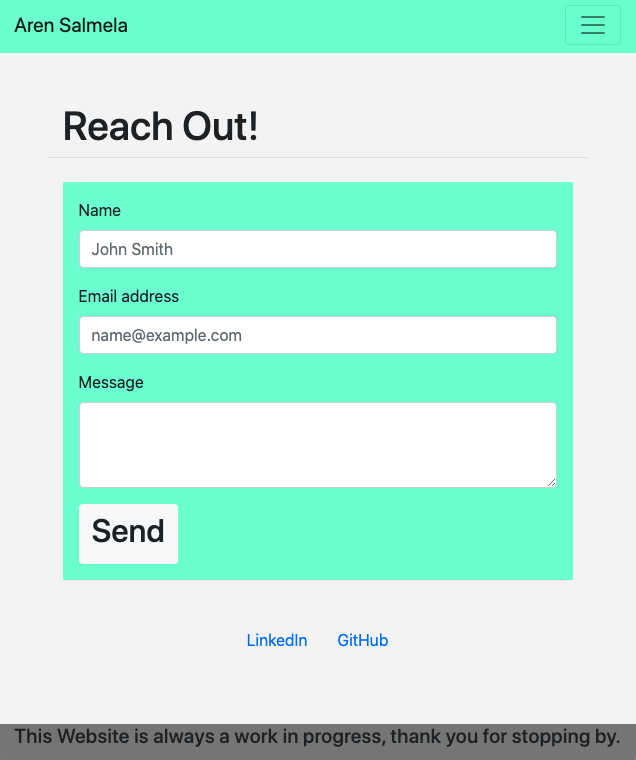 Aren Salmela
Reach Out!
Name
John Smith
Email address
name@example.com
Message
Send
LinkedIn GitHub
This Website is always a work in progress, thank you for stopping by.